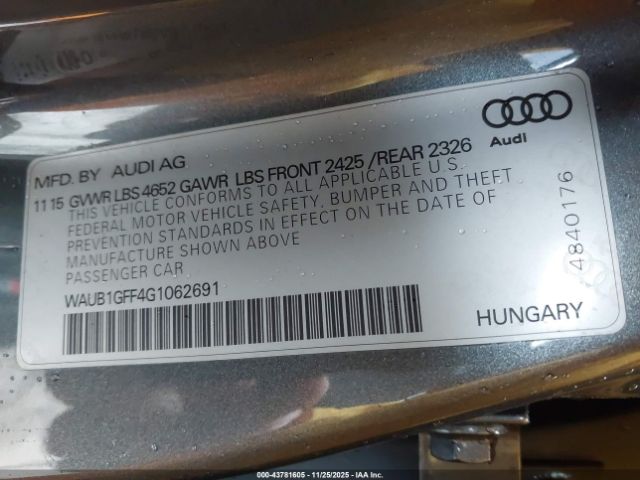 MFD. BY AUDI AG
11 15 GVWR LBS 4652 GAWR LBS FRONT 2425 /REAR 2326
THIS VEHICLE CONFORMS TO ALL APPLICABLE U.S.
FEDERAL MOTOR VEHICLE SAFETY, BUMPER AND THEFT
PREVENTION STANDARDS IN EFFECT ON THE DATE OF
MANUFACTURE SHOWN ABOVE
PASSENGER CAR
WAUB1GFF4G1062691
Audi
4840176
HUNGARY
000-43781605 - 11/25/2025 - IAAI, Inc.